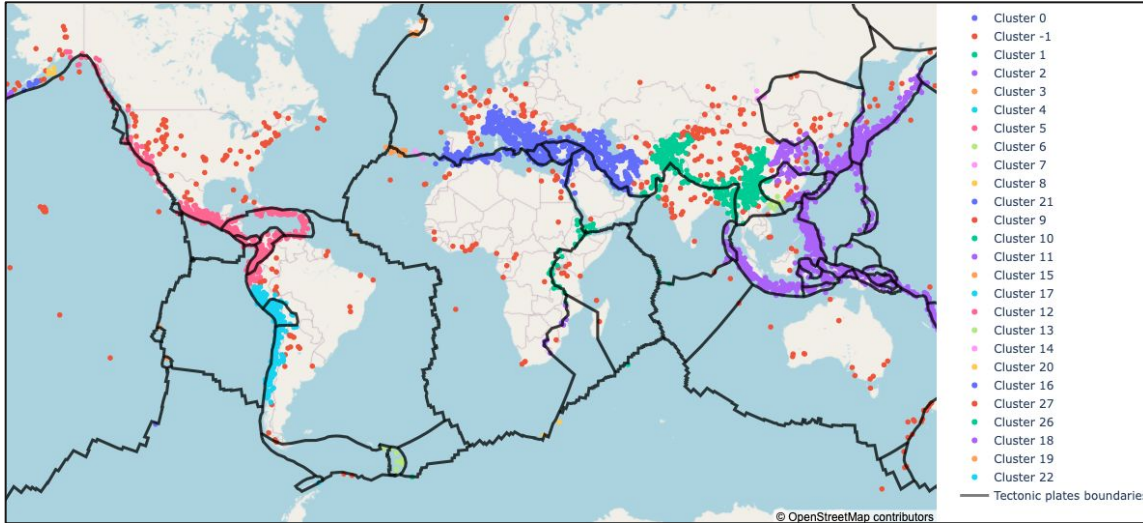 Cluster 0
Cluster -1
Cluster 1
Cluster 2
Cluster 3
Cluster 4
Cluster 5
Cluster 6
Cluster 7
Cluster 8
Cluster 21
Cluster 9
Cluster 10
Cluster 11
Cluster 15
Cluster 17
Cluster 12
Cluster 13
Cluster 14
Cluster 20
Cluster 16
Cluster 27
Cluster 26
Cluster 18
Cluster 19
Cluster 22
Tectonic plates boundaries
© OpenStreetMap contributors